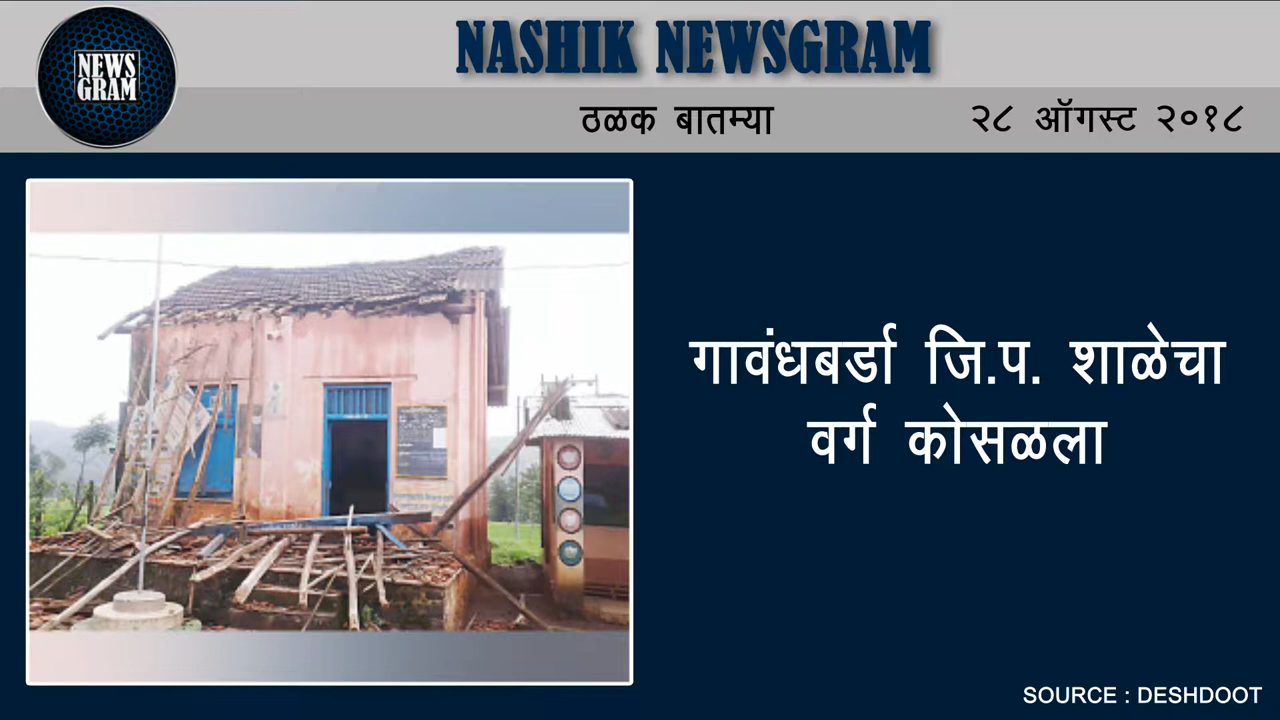 NEWS
GRAM
NASHIK NEWSGRAM
ठळक बातम्या
२८ ऑगस्ट २०१८
गावंधबर्डा जि.प. शाळेचा
वर्ग कोसळला
SOURCE : DESHDOOT